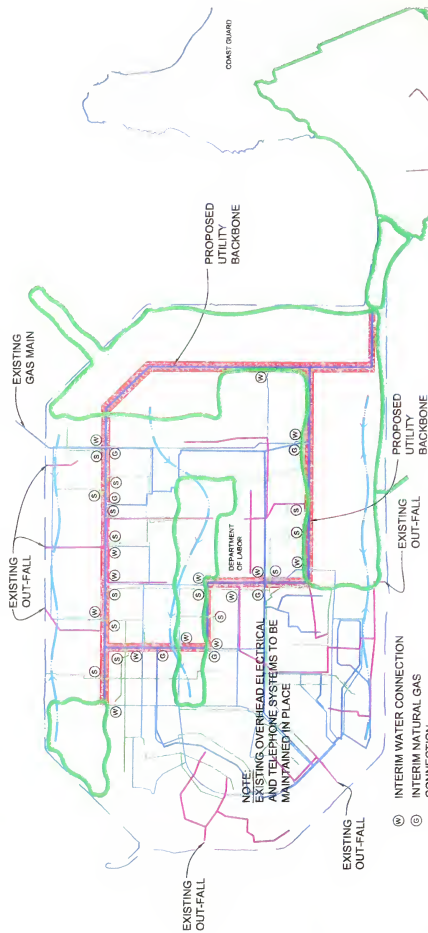 COAST GUARD
PROPOSED
UTILITY
BACKBONE
EXISTING
GAS MAIN
EXISTING
OUT-FALL
PROPOSED
UTILITY
BACKBONE
EXISTING
OUT-FALL
DEPARTMENT
OF LABOR
NOTE:
EXISTING OVERHEAD ELECTRICAL
AND TELEPHONE SYSTEMS TO BE
MAINTAINED IN PLACE
EXISTING
OUT-FALL
EXISTING
OUT-FALL
W INTERIM WATER CONNECTION
G INTERIM NATURAL GAS